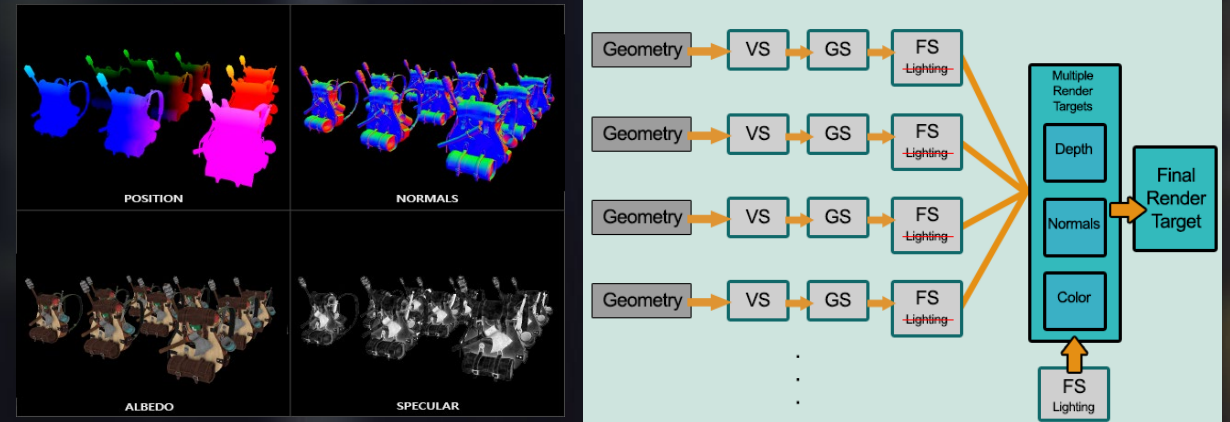 POSITION
NORMALS
ALBEDO
SPECULAR
Geometry
VS
GS
FS
Lighting
Geometry
VS
GS
FS
Lighting
Geometry
VS
GS
FS
Lighting
Geometry
VS
GS
FS
Lighting
Multiple
Render
Targets
Depth
Normals
Color
Final
Render
Target
FS
Lighting